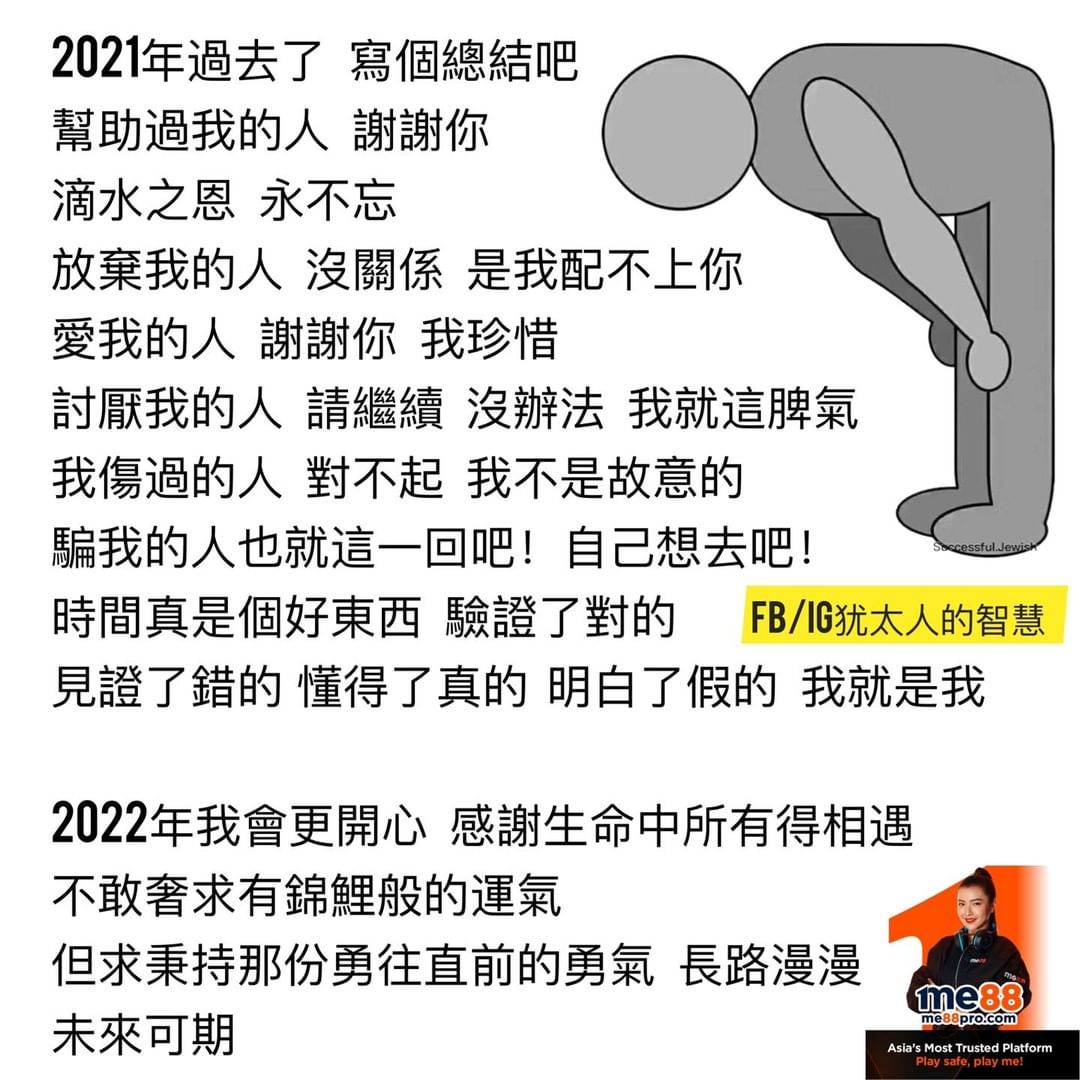 2021年過去了 寫個總結吧
幫助過我的人 謝謝你
滴水之恩 永不忘
放棄我的人 沒關係 是我配不上你
愛我的人 謝謝你 我珍惜
討厭我的人 請繼續 沒辦法 我就這脾氣
我傷過的人 對不起 我不是故意的
騙我的人也就這一回吧！自己想去吧！
Successful.Jewish
時間真是個好東西 驗證了對的
FB/IG猶太人的智慧
見證了錯的 懂得了真的 明白了假的 我就是我
2022年我會更開心 感謝生命中所有得相遇
不敢奢求有錦鯉般的運氣
但求秉持那份勇往直前的勇氣 長路漫漫
未來可期
1
me88
me88
me88
me88pro.com
Asia's Most Trusted Platform
Play safe, play me!